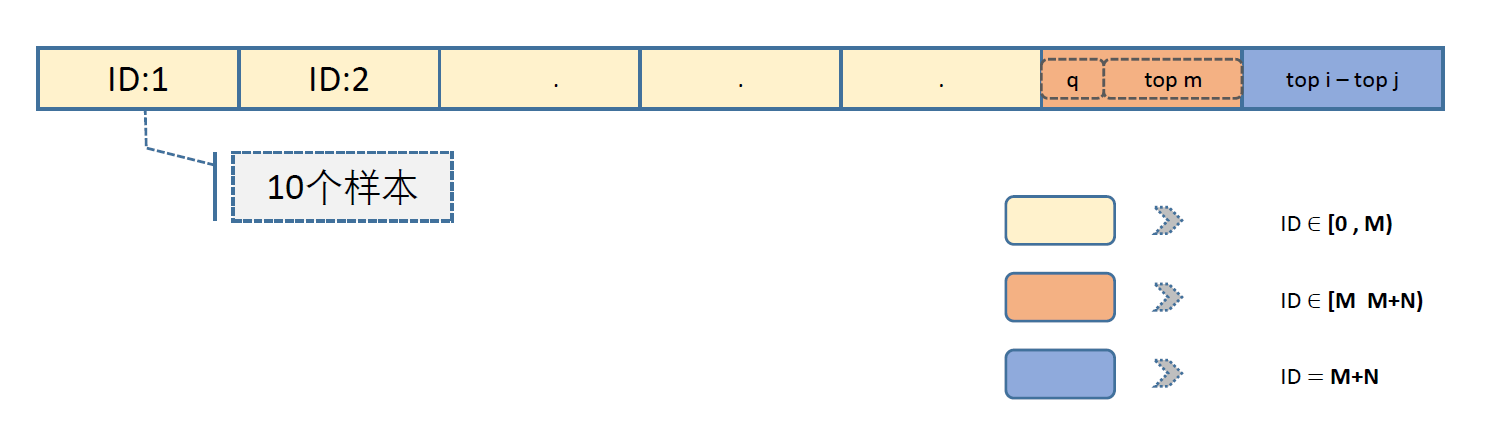 ID:1 ID:2 . . . q top m top i – top j
10个样本
ID ∈ [0 , M)
ID ∈ [M M+N)
ID = M+N